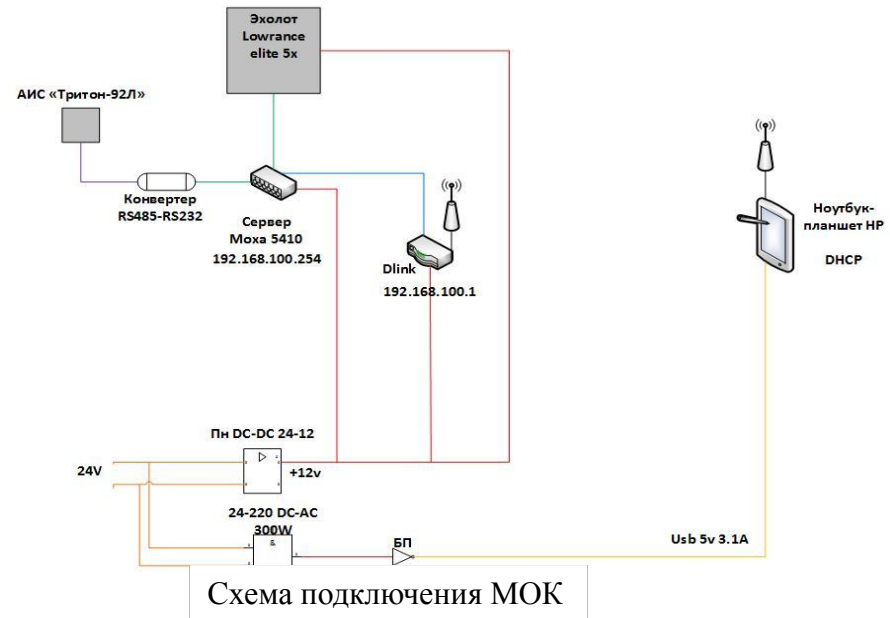 Эхолот
Lowrance
elite 5x
АИС «Тритон-92Л»
Конвертер
RS485-RS232
Сервер
Моха 5410
192.168.100.254
Dlink
192.168.100.1
Ноутбук-
планшет HP
DHCP
Пн DC-DC 24-12
24V
+12v
24-220 DC-AC
300W
&
БП
Usb 5v 3.1A
Схема подключения МОК